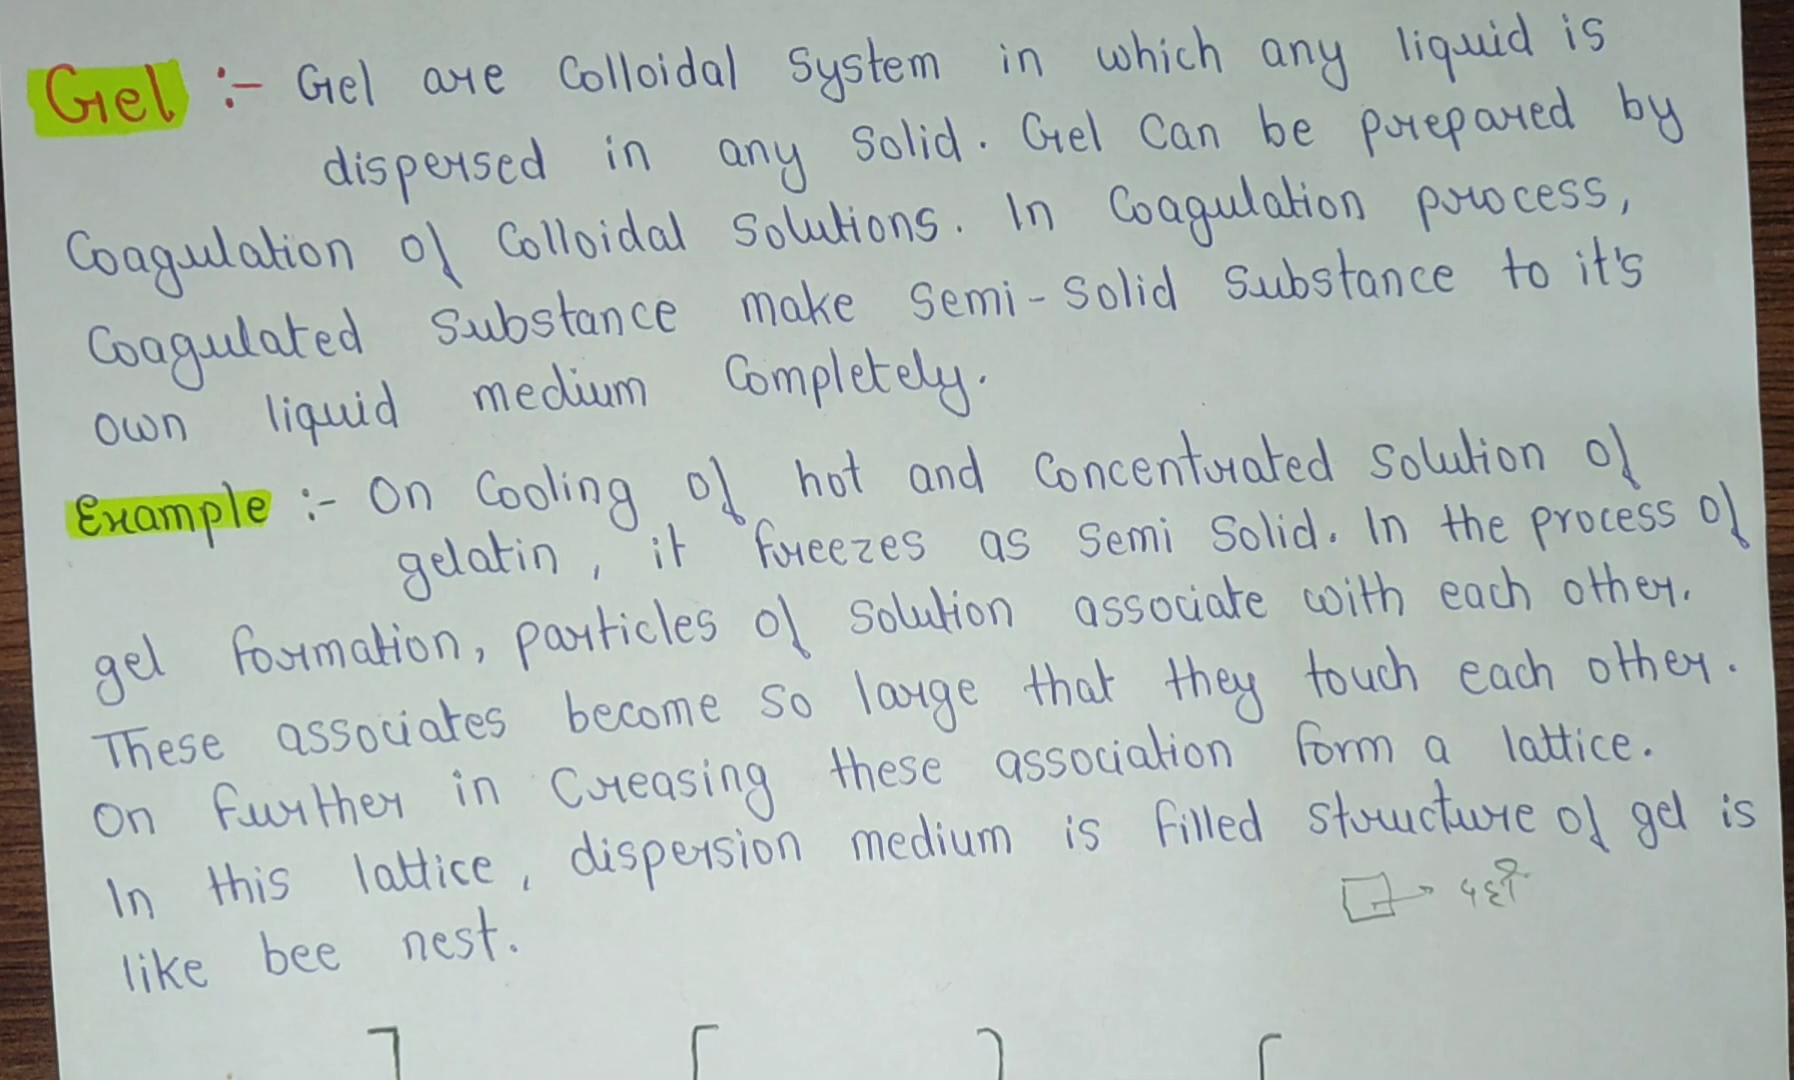 Gel :- Gel are Colloidal System in which any liquid is
dispersed in any Solid. Gel Can be prepared by
Coagulation of Colloidal Solutions. In Coagulation process,
Coagulated Substance make Semi-Solid Substance to it's
own liquid medium Completely.
Example :- On Cooling of hot and Concentrated Solution of
gelatin, it freezes as Semi Solid. In the process of
gel formation, particles of Solution associate with each other.
These associates become so large that they touch each other.
On further in Creasing these association form a lattice.
In this lattice, dispersion medium is filled structure of gel is
like bee nest.